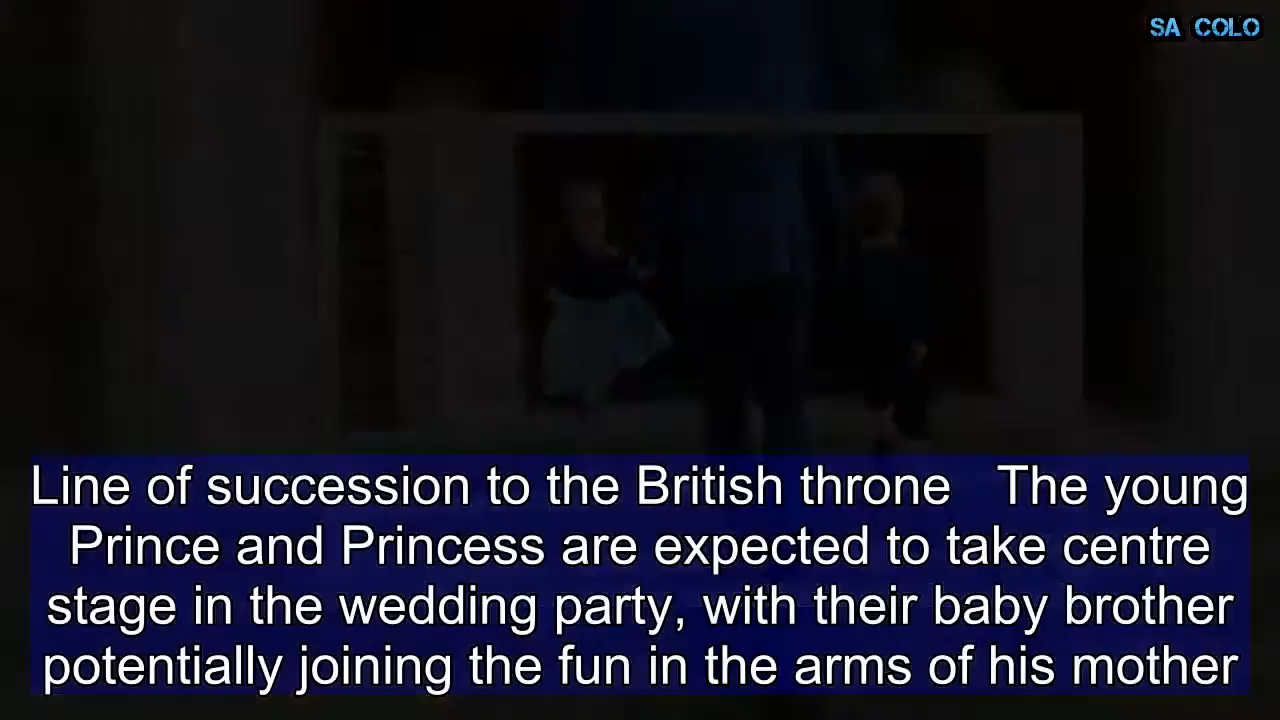 SA COLO
Line of succession to the British throne   The young
Prince and Princess are expected to take centre
stage in the wedding party, with their baby brother
potentially joining the fun in the arms of his mother